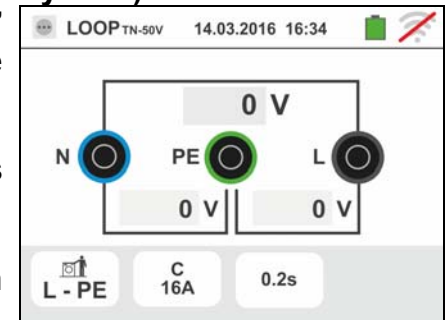 LOOP TN-50V 14.03.2016 16:34
0 V
N PE L
0 V 0 V
L - PE C 16A 0.2s